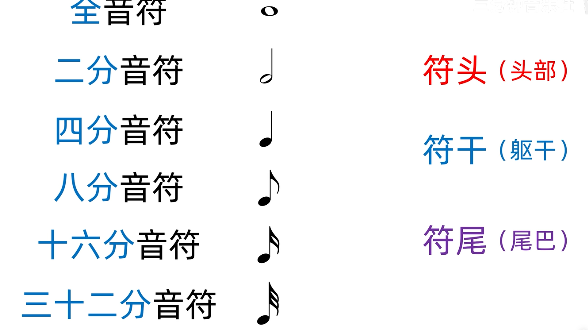 全音符
二分音符
符头（头部）
四分音符
符干（躯干）
八分音符
十六分音符
符尾（尾巴）
三十二分音符